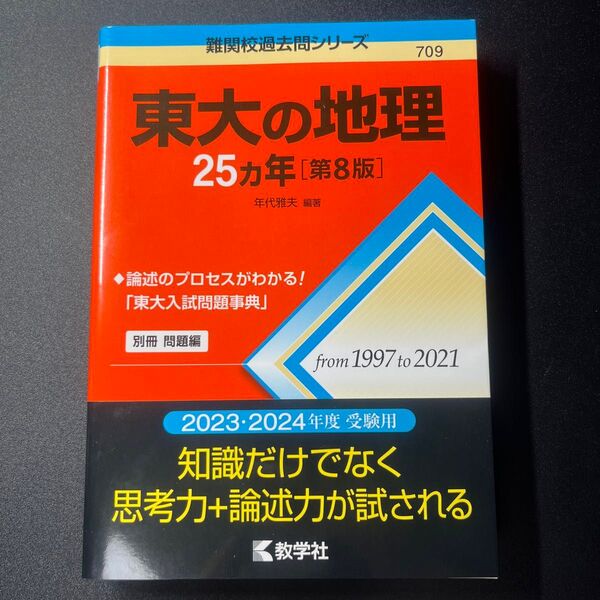 難関校過去問シリーズ
709
東大の地理
25ヵ年[第8版]
年代雅夫 編著
◆論述のプロセスがわかる!
「東大入試問題事典」
別冊 問題編
from 1997 to 2021
2023・2024年度 受験用
知識だけでなく
思考力+論述力が試される
教学社